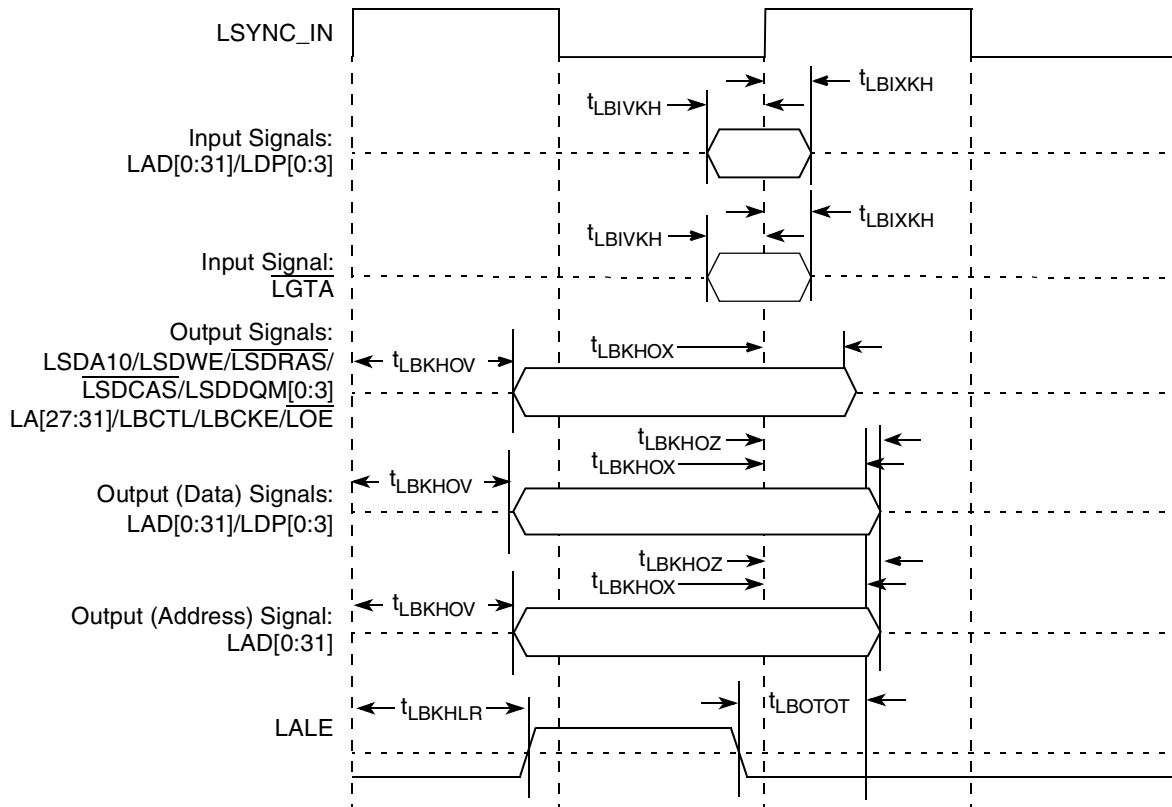 LSYNC_IN
tLBIXKH
tLBIVKH
Input Signals:
LAD[0:31]/LDP[0:3]
tLBIXKH
tLBIVKH
Input Signal:
LGTA
Output Signals:
LSDA10/LSDWE/LSDRAS/
LSDCAS/LSDDQM[0:3]
LA[27:31]/LBCTL/LBCKE/LOE
tLBKHOV
tLBKHOX
tLBKHOZ
tLBKHOX
tLBKHOV
Output (Data) Signals:
LAD[0:31]/LDP[0:3]
tLBKHOZ
tLBKHOX
tLBKHOV
Output (Address) Signal:
LAD[0:31]
tLBKHLR
tLBOTOT
LALE